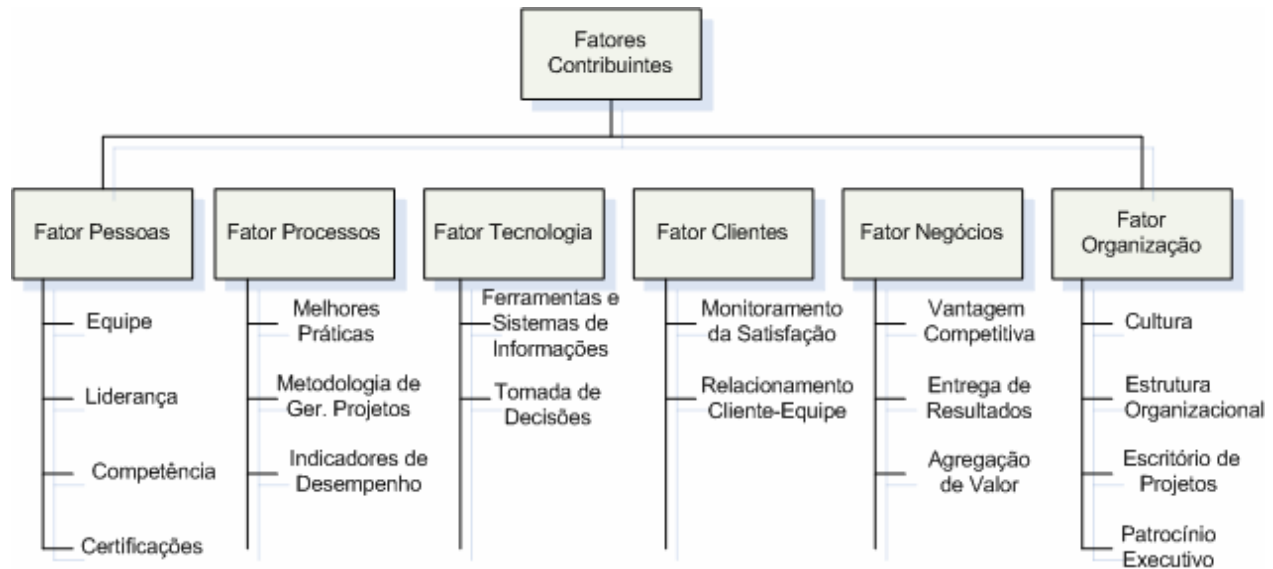 Fatores
Contribuintes
Fator Pessoas
Equipe
Liderança
Competência
Certificações
Fator Processos
Melhores
Práticas
Metodologia de
Ger. Projetos
Indicadores de
Desempenho
Fator Tecnologia
Ferramentas e
Sistemas de
Informações
Tomada de
Decisões
Fator Clientes
Monitoramento
da Satisfação
Relacionamento
Cliente-Equipe
Fator Negócios
Vantagem
Competitiva
Entrega de
Resultados
Agregação
de Valor
Fator
Organização
Cultura
Estrutura
Organizacional
Escritório de
Projetos
Patrocínio
Executivo